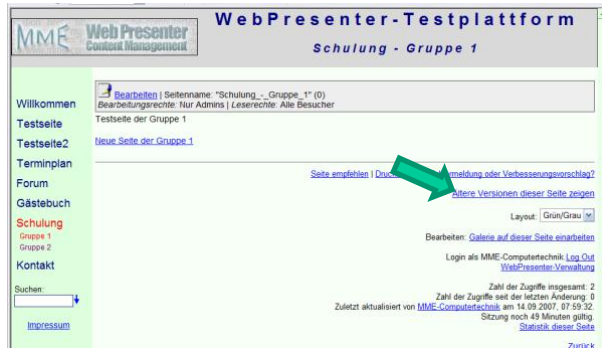 MME
Web Presenter
Content Management
WebPresenter-Testplattform
Schulung - Gruppe 1
Willkommen
Testseite
Testseite2
Terminplan
Forum
Gästebuch
Schulung
Gruppe 1
Gruppe 2
Kontakt
Suchen:
Impressum
Bearbeiten | Seitenname: "Schulung_-_Gruppe_1" (0)
Bearbeitungsrechte: Nur Admins | Leserechte: Alle Besucher
Testseite der Gruppe 1
Neue Seite der Gruppe 1
Seite empfehlen | Druc rmeldung oder Verbesserungsvorschlag?
Ältere Versionen dieser Seite zeigen
Layout: Grün/Grau
Bearbeiten: Galerie auf dieser Seite einarbeiten
Login als MME-Computertechnik Log Out
WebPresenter-Verwaltung
Zahl der Zugriffe insgesamt: 2
Zahl der Zugriffe seit der letzten Änderung: 0
Zuletzt aktualisiert von MME-Computertechnik am 14.09.2007, 07:59:32.
Sitzung noch 49 Minuten gültig.
Statistik dieser Seite
Zurück